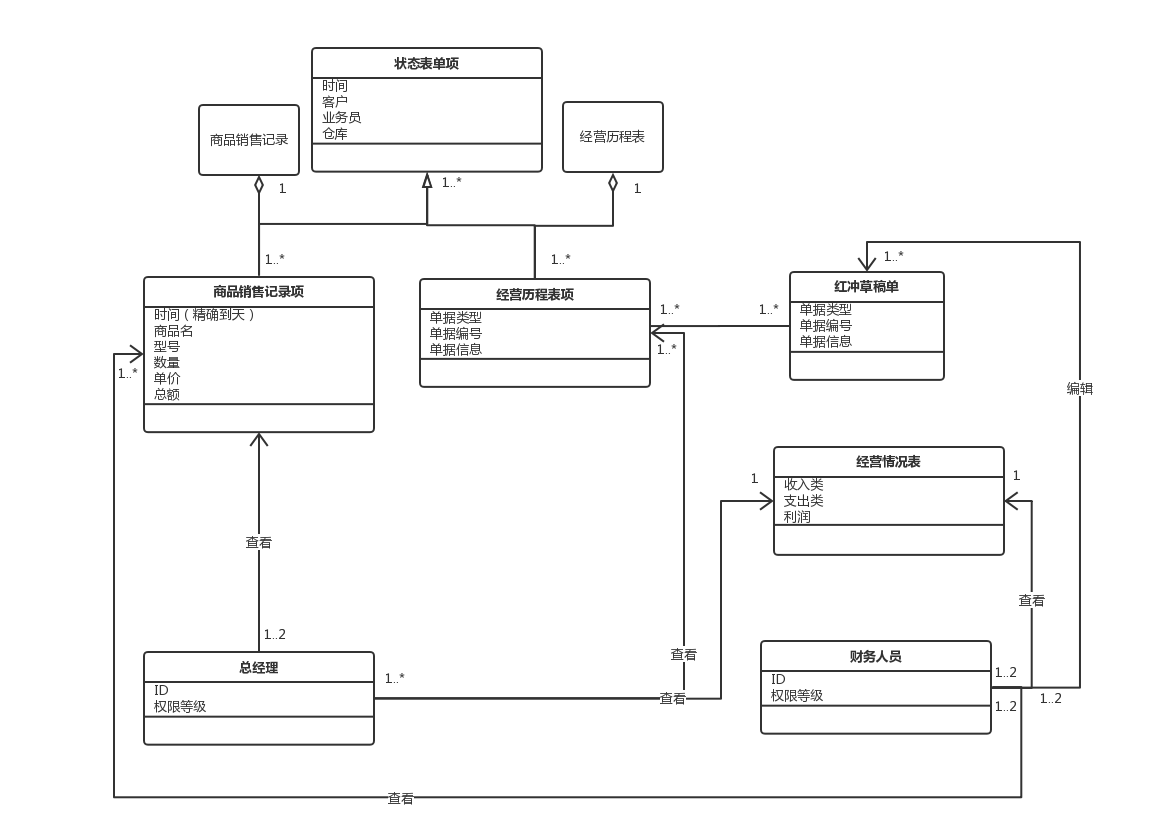 状态表单项
时间
客户
业务员
仓库
商品销售记录
经营历程表
1..*
1
1
1..*
1..*
1..*
商品销售记录项
时间（精确到天）
商品名
型号
数量
单价
总额
经营历程表项
单据类型
单据编号
单据信息
红冲草稿单
单据类型
单据编号
单据信息
1..*
1..*
1..*
1..*
编辑
经营情况表
收入类
支出类
利润
1
1
查看
查看
1..2
查看
总经理
ID
权限等级
1..*
查看
财务人员
ID
权限等级
1..2
1..2
1..2
查看